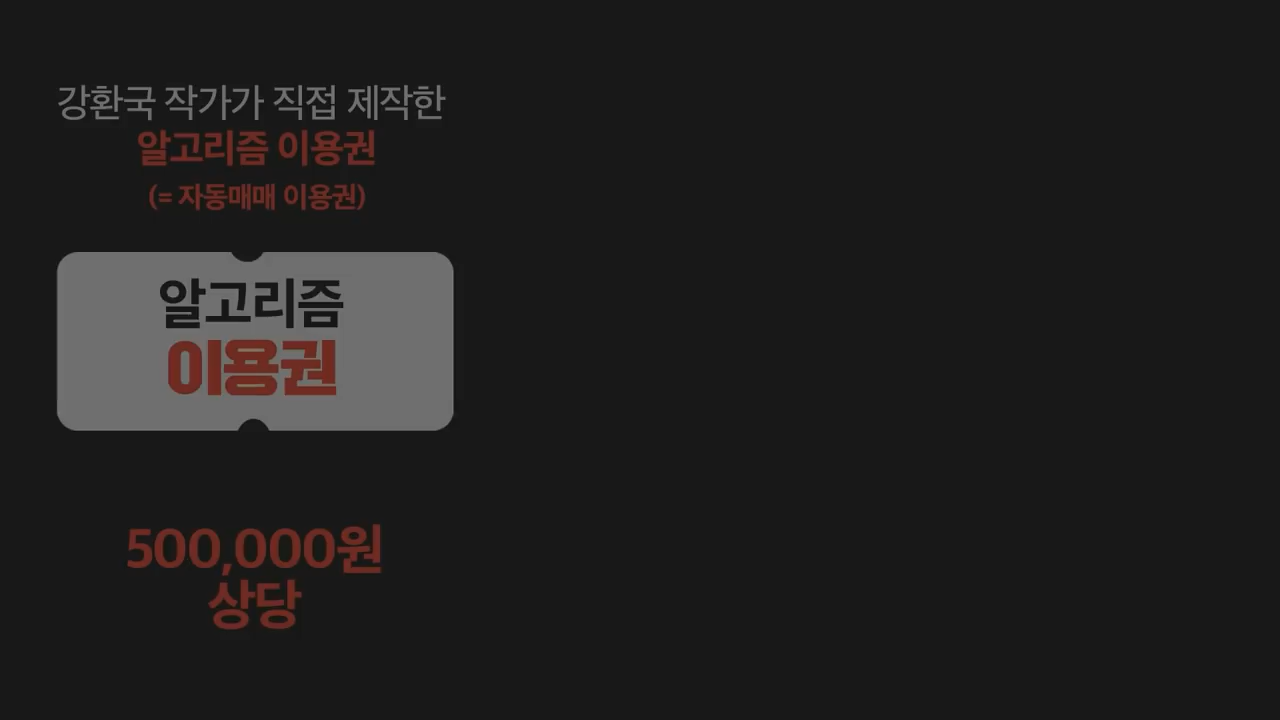 강환국 작가가 직접 제작한
알고리즘 이용권
(= 자동매매 이용권)
알고리즘
이용권
500,000원
상당